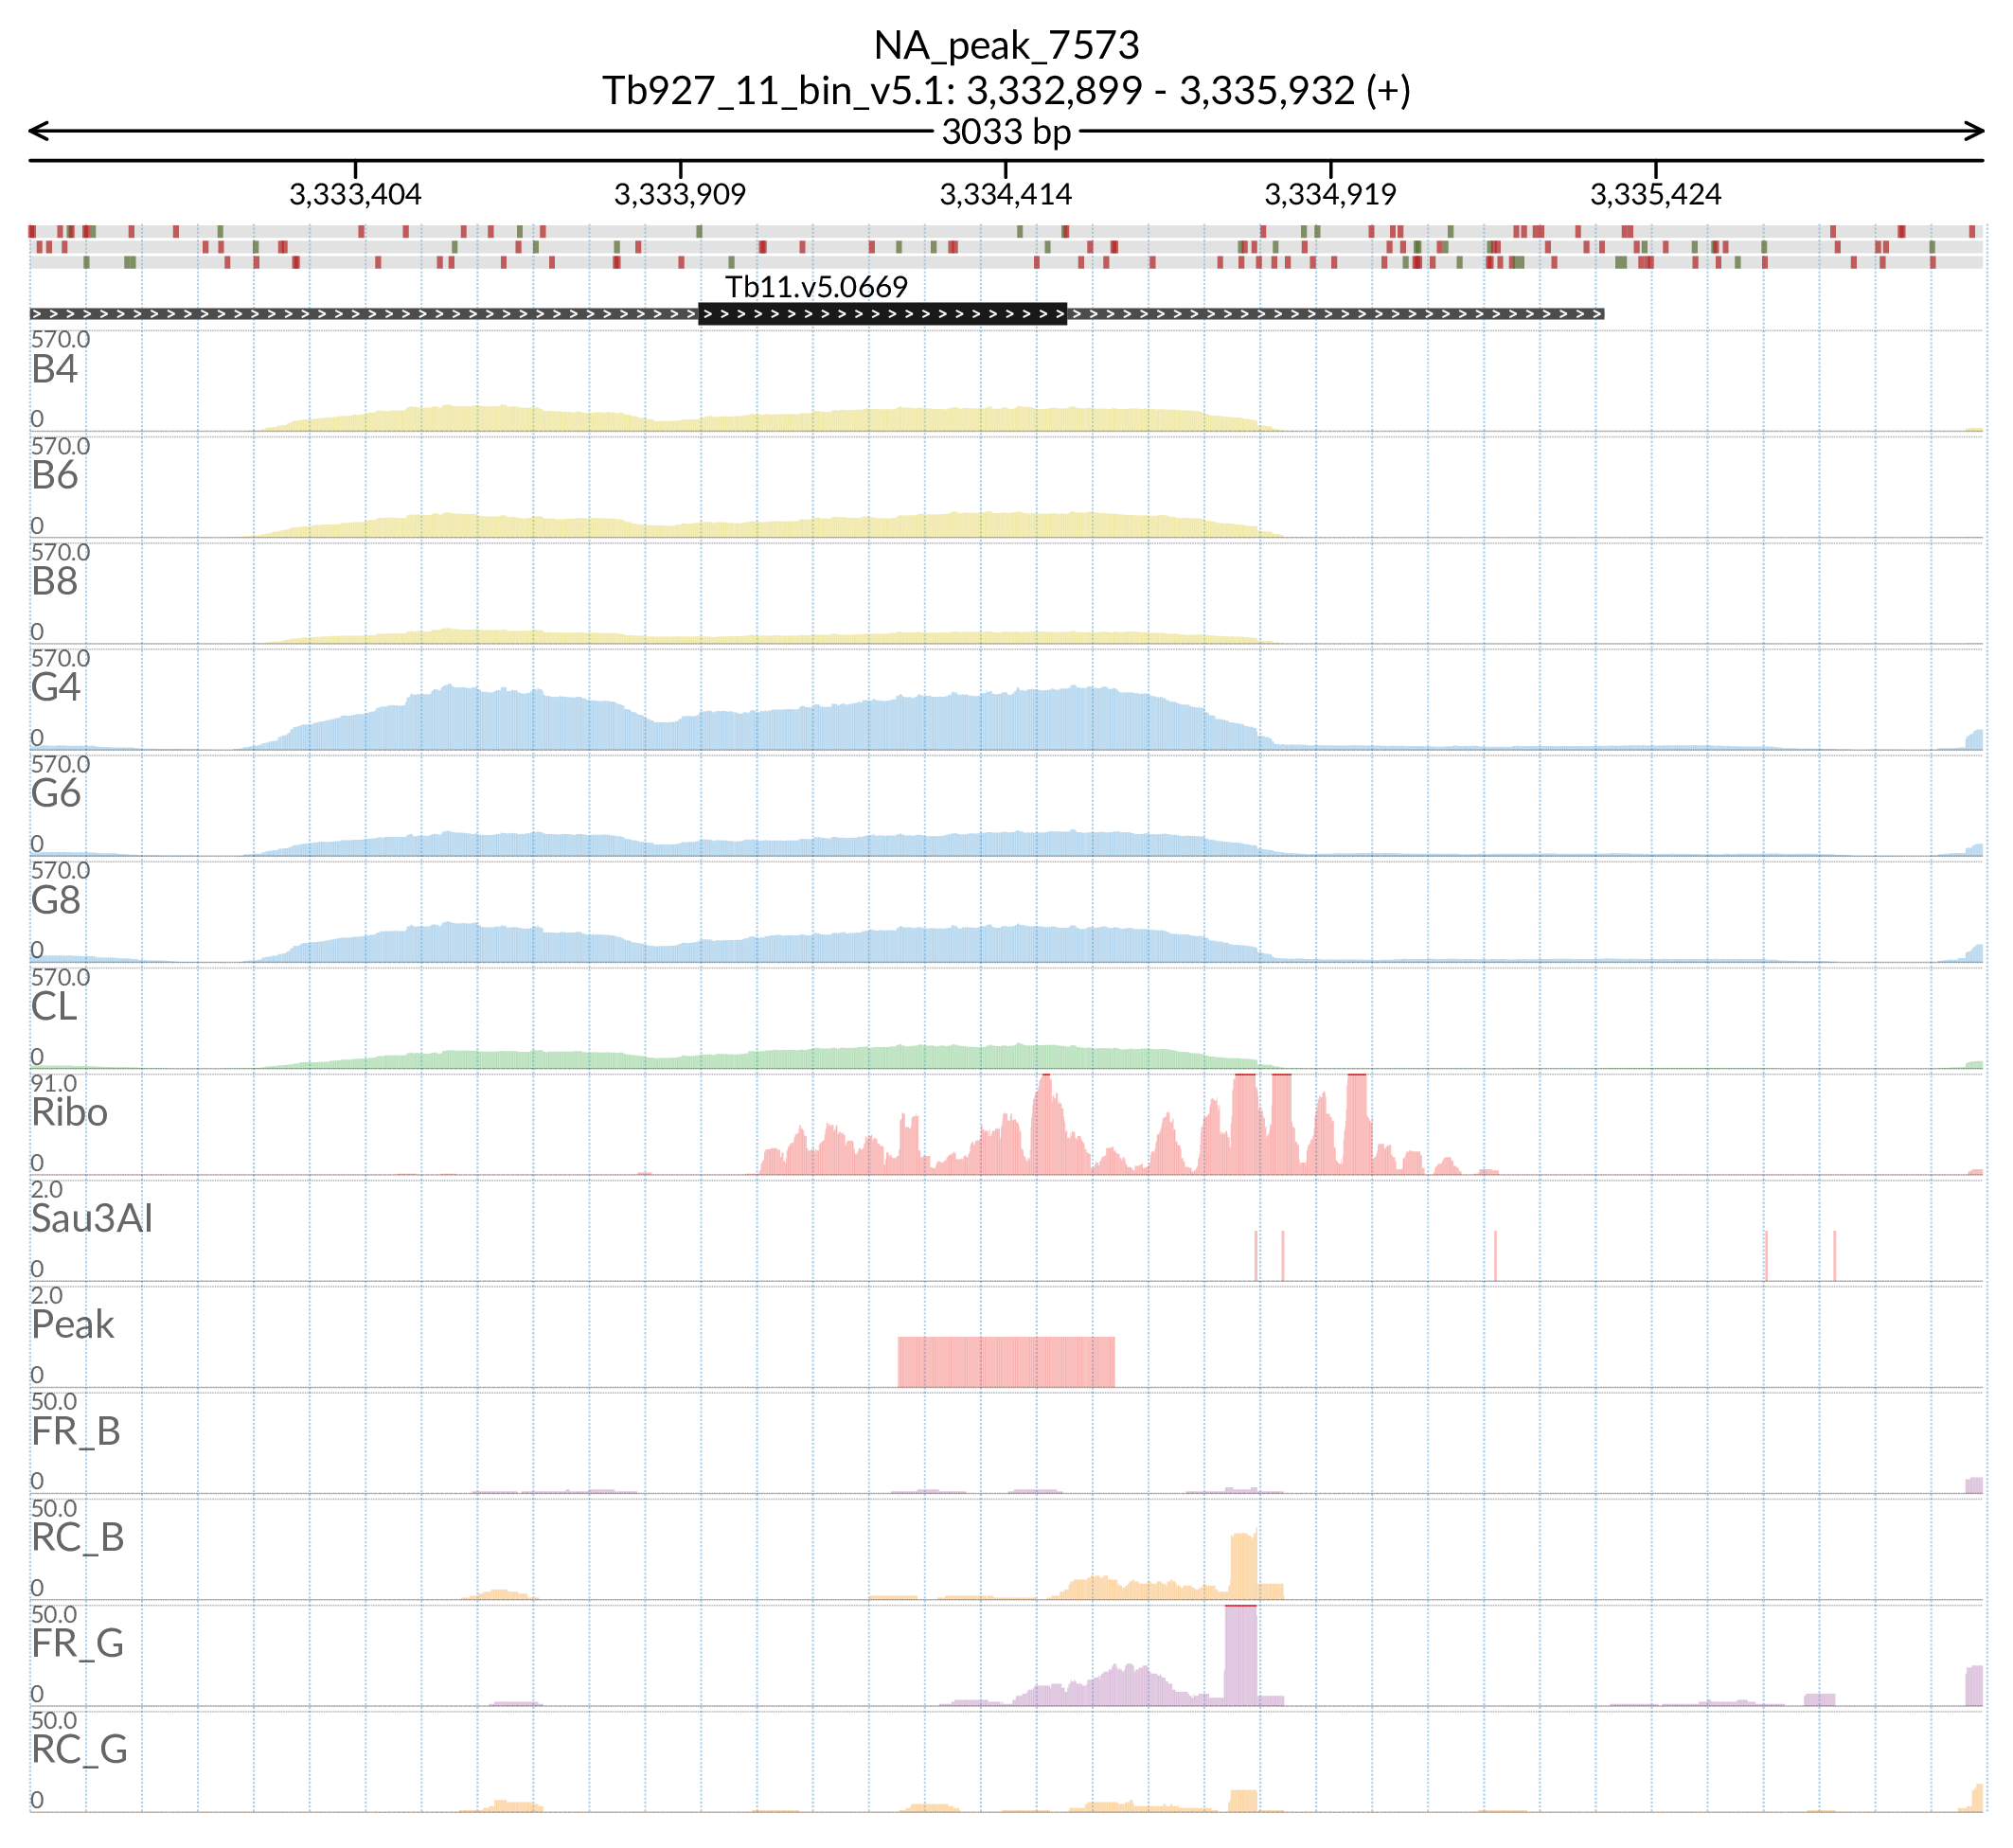 NA_peak_7573
Tb927_11_bin_v5.1: 3,332,899 - 3,335,932 (+)
3033 bp
3,333,404 3,333,909 3,334,414 3,334,919 3,335,424
Tb11.v5.0669
570.0
B4
0
570.0
B6
0
570.0
B8
0
570.0
G4
0
570.0
G6
0
570.0
G8
0
570.0
CL
0
91.0
Ribo
0
2.0
Sau3AI
0
2.0
Peak
0
50.0
FR_B
0
50.0
RC_B
0
50.0
FR_G
0
50.0
RC_G
0